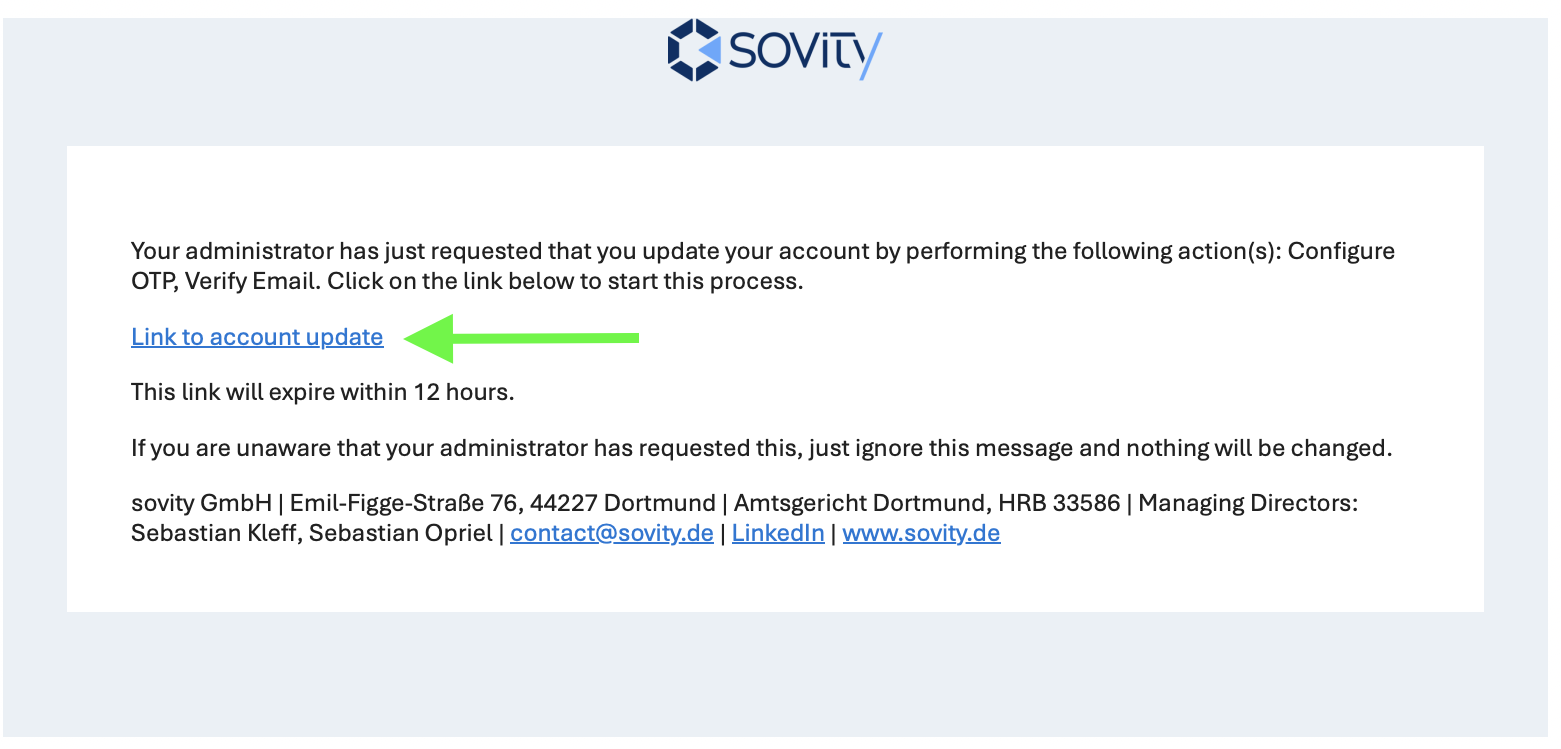 sovity
Your administrator has just requested that you update your account by performing the following action(s): Configure
OTP, Verify Email. Click on the link below to start this process.
Link to account update
This link will expire within 12 hours.
If you are unaware that your administrator has requested this, just ignore this message and nothing will be changed.
sovity GmbH | Emil-Figge-Straße 76, 44227 Dortmund | Amtsgericht Dortmund, HRB 33586 | Managing Directors:
Sebastian Kleff, Sebastian Opriel | contact@sovity.de | LinkedIn | www.sovity.de